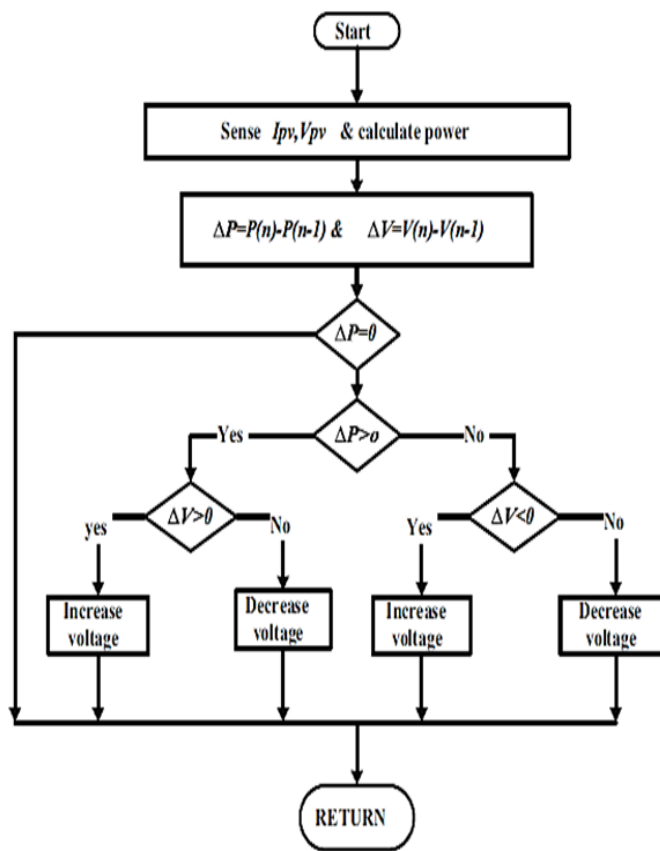 Start
Sense Ipv,Vpv & calculate power
ΔP=P(n)-P(n-1) & ΔV=V(n)-V(n-1)
ΔP=0
Yes
ΔP>o
No
yes
ΔV>0
No
Yes
ΔV<0
No
Increase
voltage
Decrease
voltage
Increase
voltage
Decrease
voltage
RETURN